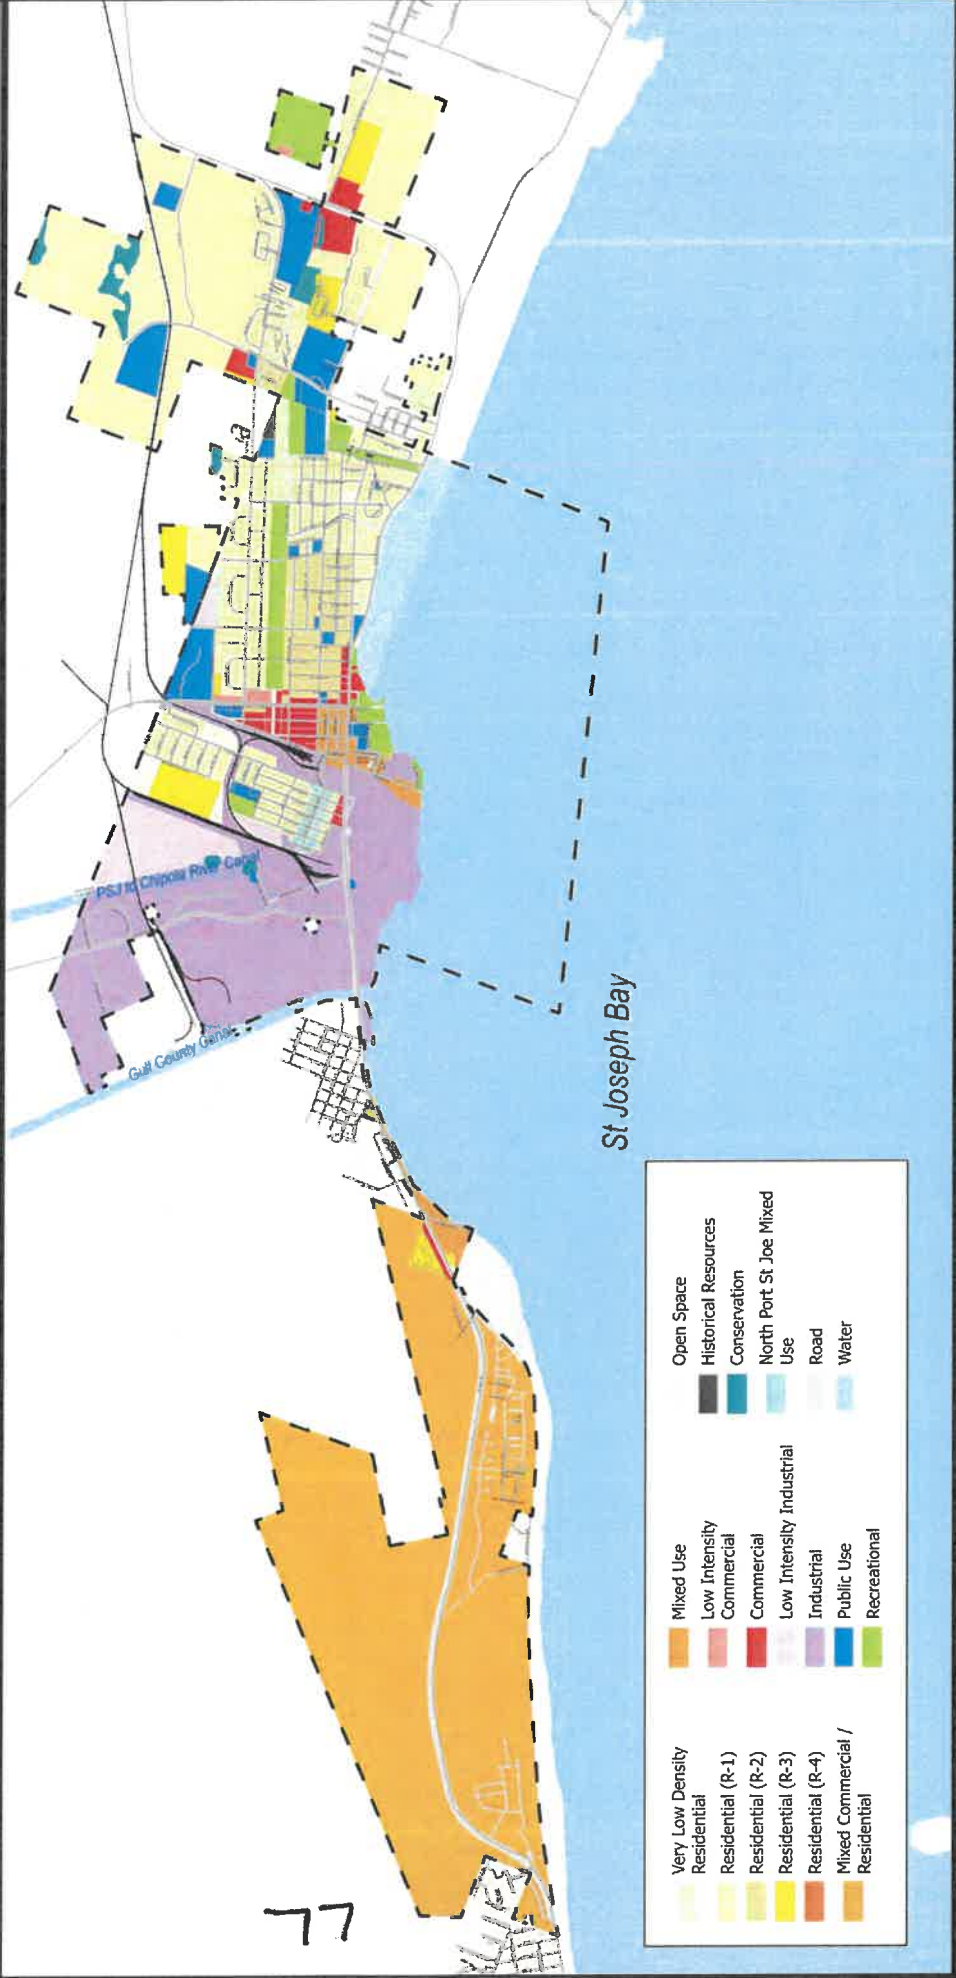 PSJ to Chipola River Canal
Gulf County Canal
St Joseph Bay
Very Low Density
Residential
Residential (R-1)
Residential (R-2)
Residential (R-3)
Residential (R-4)
Mixed Commercial /
Residential
Mixed Use
Low Intensity
Commercial
Commercial
Low Intensity Industrial
Industrial
Public Use
Recreational
Open Space
Historical Resources
Conservation
North Port St Joe Mixed
Use
Road
Water
77